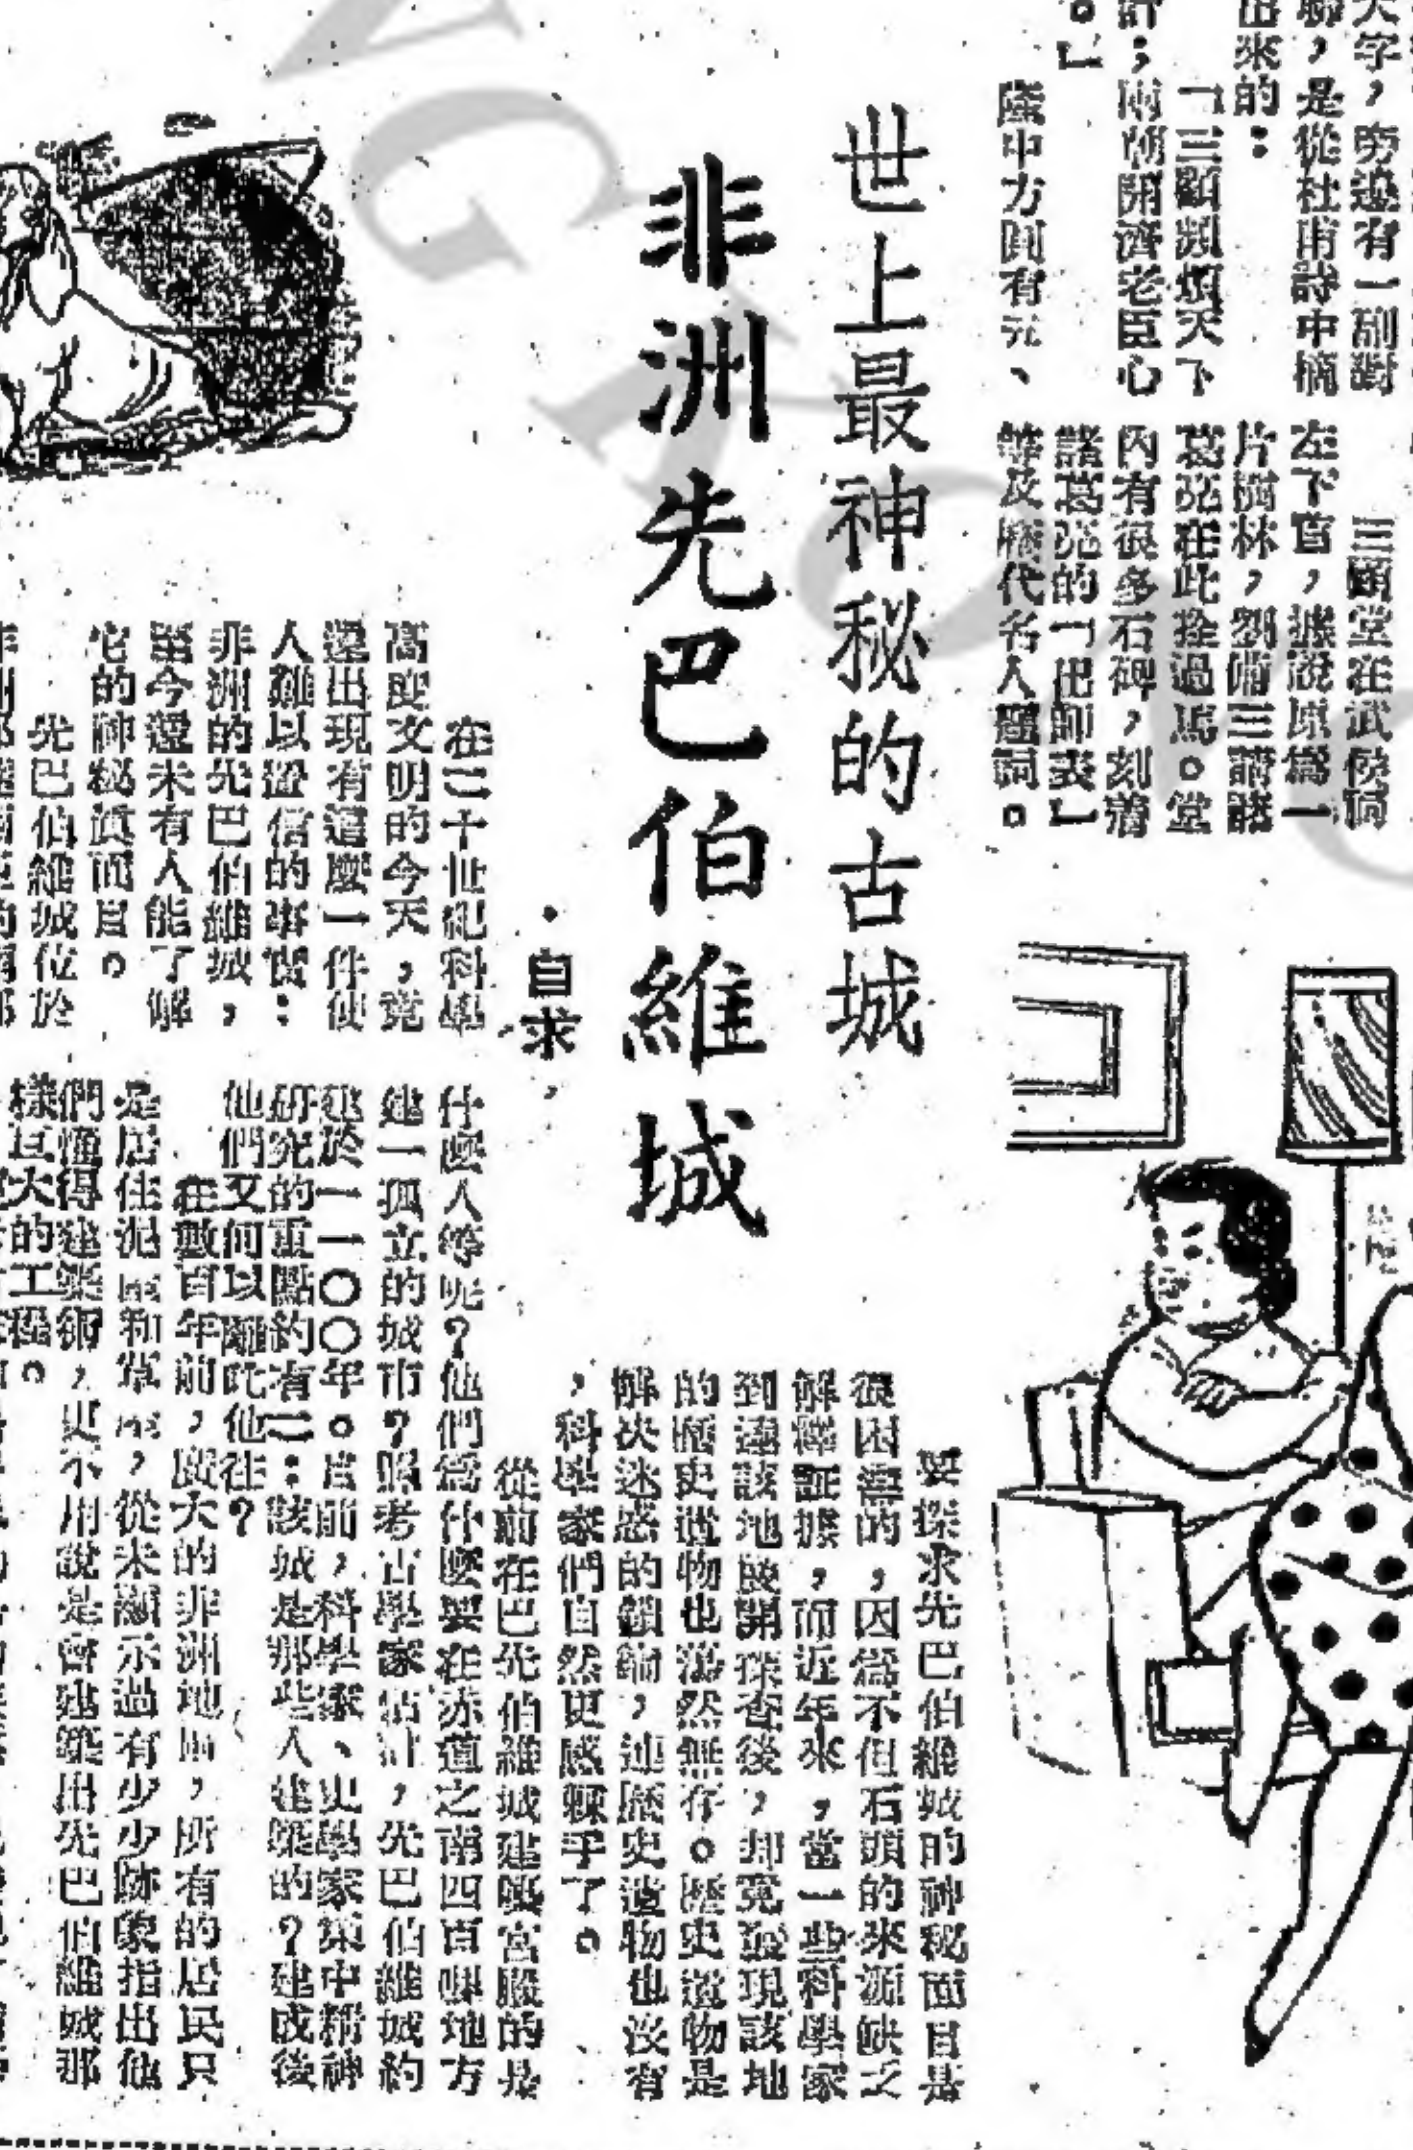 大字，旁邊有一副對
聯，是從杜甫詩中摘
出來的：
「三顧頻煩天下
計；兩朝開濟老臣心
。」
隆中方圓有元、
三顧堂在武侯祠
左下首，據說原爲一
片樹林，劉備三請諸
葛亮在此拴過馬。堂
內有很多石碑，刻着
諸葛亮的「出師表」
等及歷代名人題詞。
世上最神秘的古城
非洲先巴伯維城
·自求·
在二十世紀科學
高度文明的今天，竟
還出現有這麼一件使
人難以置信的事實：
非洲的先巴伯維城，
至今還未有人能了解
它的神秘眞面目。
先巴伯維城位於
什麼人等呢？他們爲什麼要在赤道之南四百哩地方
建一孤立的城市？照考古學家估計，先巴伯維城約
建於一一〇〇年。目前，科學家、史學家集中精神
研究的重點約有二：該城是那些人建築的？建成後
他們又何以離此他往？
在數百年前，廣大的非洲地區，所有的居民只
是居住泥屋和草屋，從未顯示過有少少跡象指出他
們懂得建築術，更不用說是會建築出先巴伯維城那
樣巨大的工程。
要探求先巴伯維城的神秘面目是
很困難的，因爲不但石頭的來源缺乏
解釋証據，而近年來，當一些科學家
到達該地展開探查後，却竟發現該地
的歷史遺物也蕩然無存。歷史遺物是
解決迷惑的鎖鑰，連歷史遺物也沒有
，科學家們自然更感棘手了。
從前在巴先伯維城建築宮殿的是